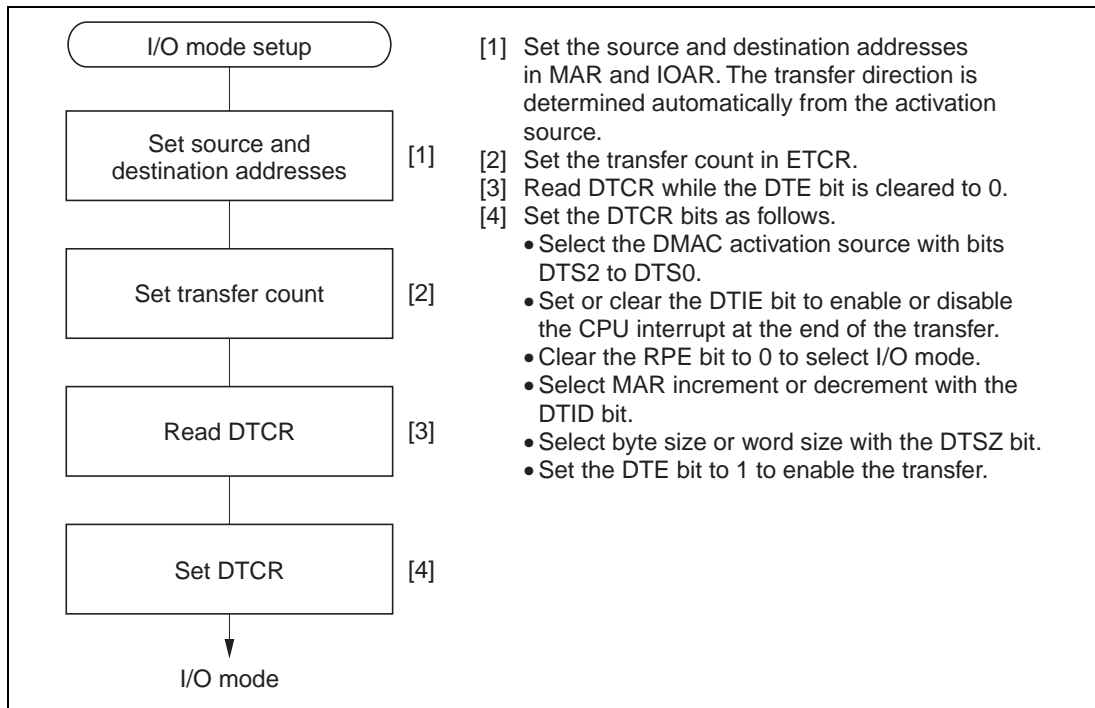 I/O mode setup
Set source and
destination addresses
[1]
Set transfer count
[2]
Read DTCR
[3]
Set DTCR
[4]
I/O mode
[1] Set the source and destination addresses
in MAR and IOAR. The transfer direction is
determined automatically from the activation
source.
[2] Set the transfer count in ETCR.
[3] Read DTCR while the DTE bit is cleared to 0.
[4] Set the DTCR bits as follows.
• Select the DMAC activation source with bits
DTS2 to DTS0.
• Set or clear the DTIE bit to enable or disable
the CPU interrupt at the end of the transfer.
• Clear the RPE bit to 0 to select I/O mode.
• Select MAR increment or decrement with the
DTID bit.
• Select byte size or word size with the DTSZ bit.
• Set the DTE bit to 1 to enable the transfer.